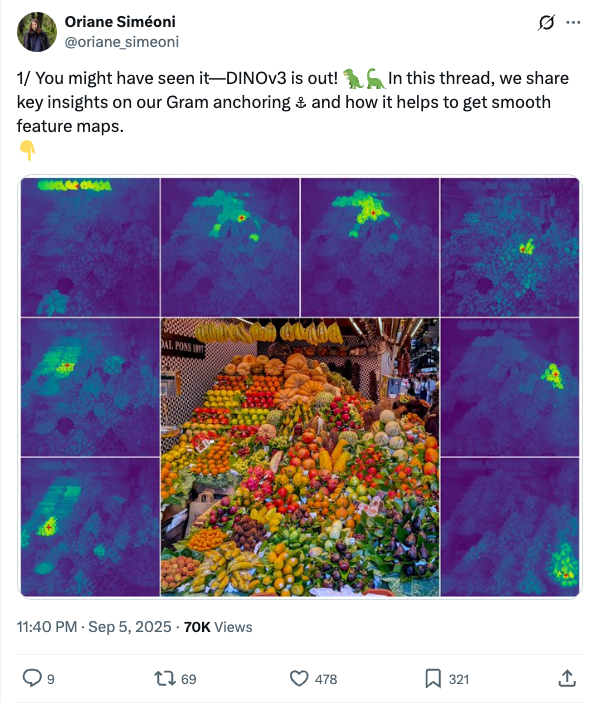 Oriane Siméoni
@oriane_simeoni
1/ You might have seen it—DINOv3 is out! 🦖🦕 In this thread, we share
key insights on our Gram anchoring ⚓ and how it helps to get smooth
feature maps.
👇
DAL PONS 1897
11:40 PM · Sep 5, 2025 · 70K Views
9
69
478
321